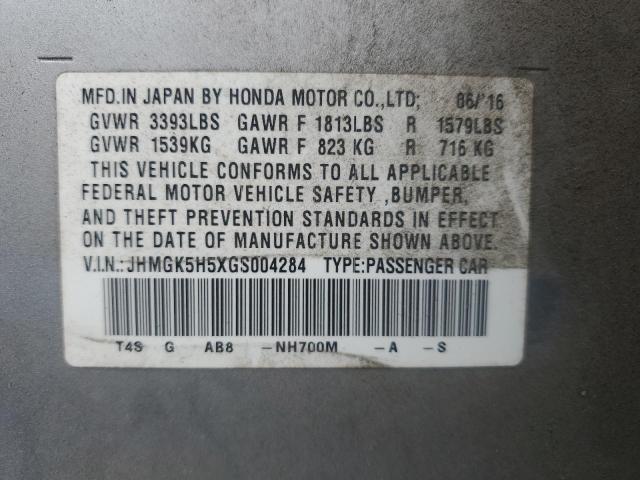 MFD.IN JAPAN BY HONDA MOTOR CO.,LTD; 06/'16
GVWR 3393LBS GAWR F 1813LBS R 1579LBS
GVWR 1539KG GAWR F 823 KG R 716 KG
THIS VEHICLE CONFORMS TO ALL APPLICABLE
FEDERAL MOTOR VEHICLE SAFETY ,BUMPER,
AND THEFT PREVENTION STANDARDS IN EFFECT
ON THE DATE OF MANUFACTURE SHOWN ABOVE.
V.I.N.:JHMGK5H5XGS004284 TYPE:PASSENGER CAR
T4S G AB8 -NH700M -A -S